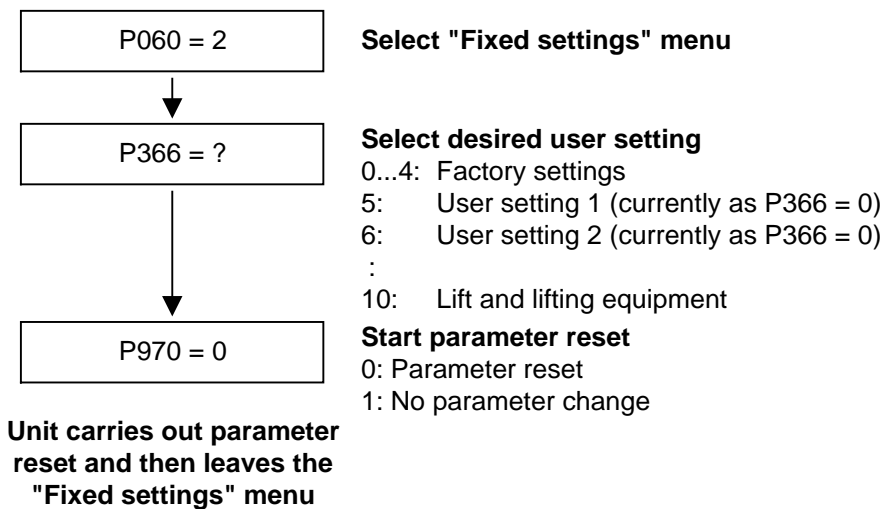 P060 = 2
Select "Fixed settings" menu
P366 = ?
Select desired user setting
0...4: Factory settings
5: User setting 1 (currently as P366 = 0)
6: User setting 2 (currently as P366 = 0)
:
10: Lift and lifting equipment
P970 = 0
Start parameter reset
0: Parameter reset
1: No parameter change
Unit carries out parameter
reset and then leaves the
"Fixed settings" menu